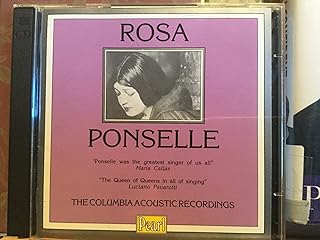 ROSA
PONSELLE
'Ponselle was the greatest singer of us all"
Maria Callas
"The Queen of Queens in all of singing"
Luciano Pavarotti
THE COLUMBIA ACOUSTIC RECORDINGS
Pearl